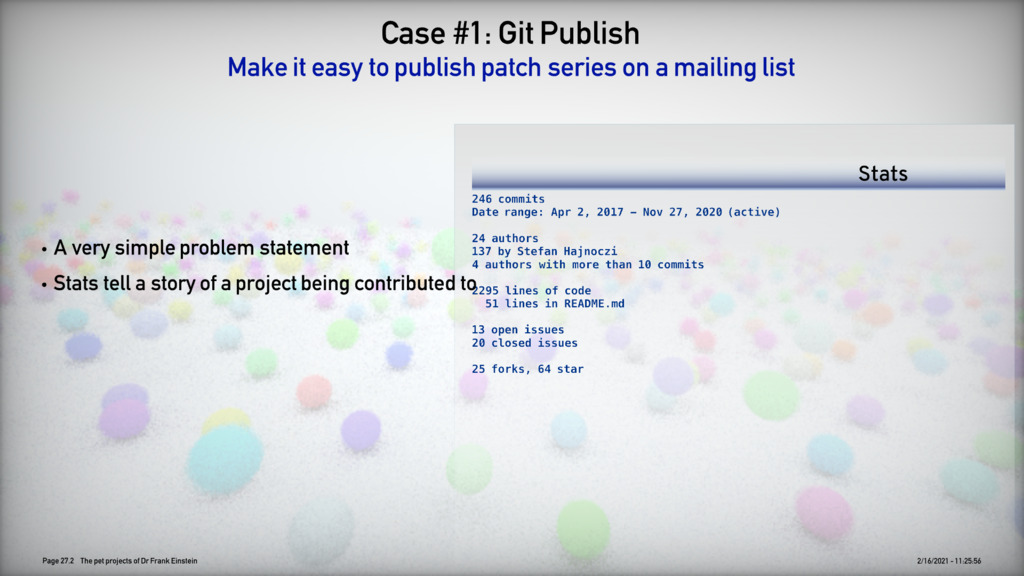 Case #1: Git Publish
Make it easy to publish patch series on a mailing list
• A very simple problem statement
• Stats tell a story of a project being contributed to
Stats
246 commits
Date range: Apr 2, 2017 – Nov 27, 2020 (active)
24 authors
137 by Stefan Hajnoczi
4 authors with more than 10 commits
2295 lines of code
51 lines in README.md
13 open issues
20 closed issues
25 forks, 64 star
Page 27.2 The pet projects of Dr Frank Einstein
2/16/2021 - 11:25:56